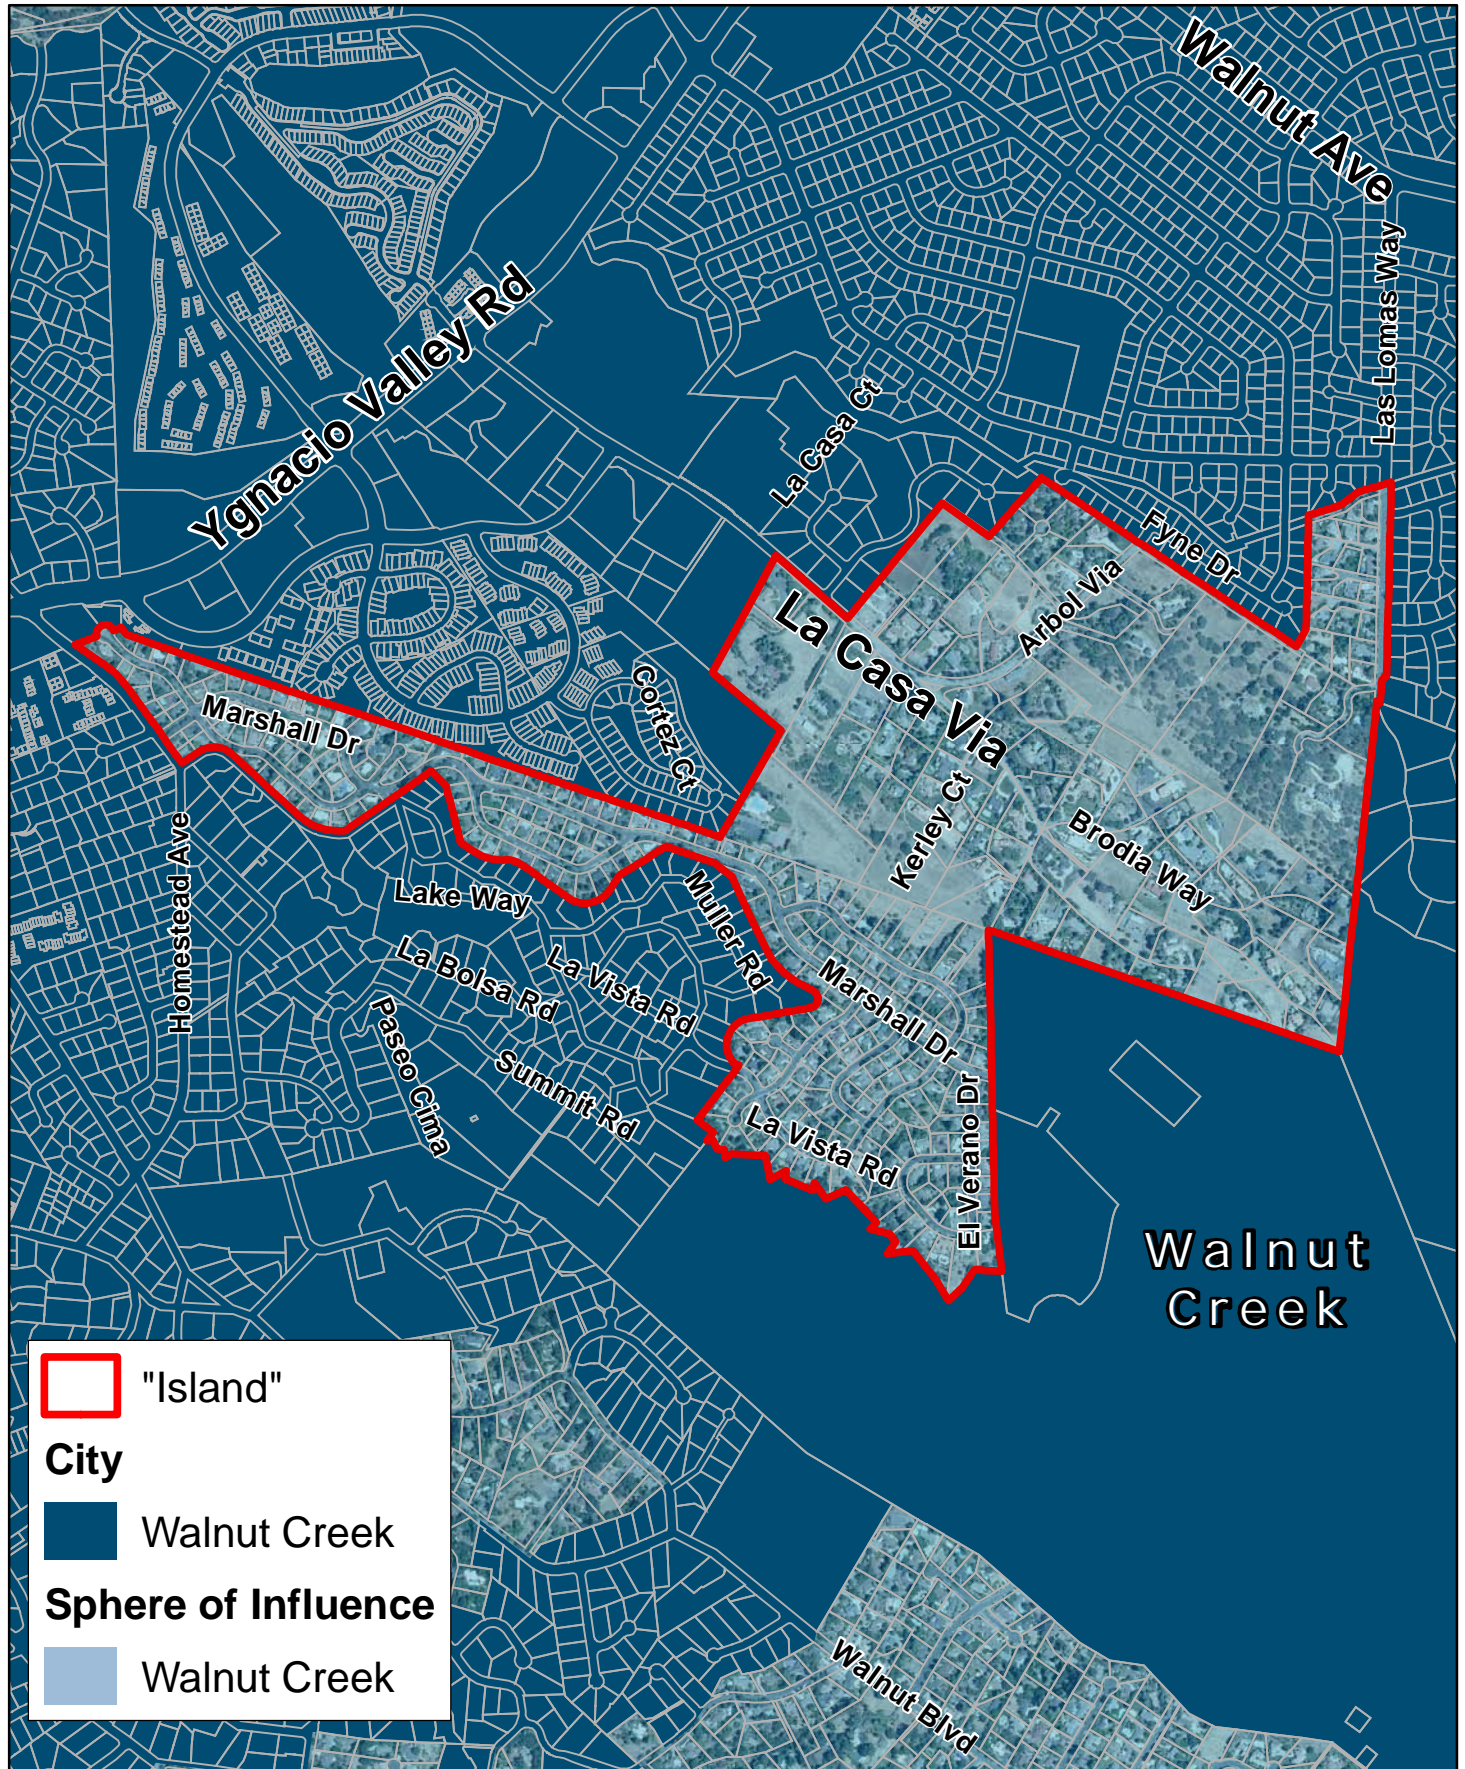 Walnut Ave
Las Lomas Way
Ygnacio Valley Rd
La Casa Ct
Fyne Dr
Arbol Via
La Casa Via
Cortez Ct
Marshall Dr
Kerley Ct
Brodia Way
Homestead Ave
Lake Way
Muller Rd
La Bolsa Rd
La Vista Rd
Marshall Dr
Paseo Cima
Summit Rd
La Vista Rd
El Verano Dr
Walnut
Creek
"Island"
City
Walnut Creek
Sphere of Influence
Walnut Creek
Walnut Blvd